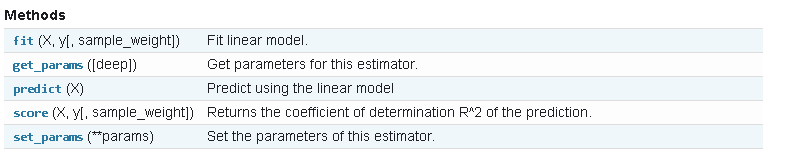 Methods
fit (X, y[, sample_weight]) Fit linear model.
get_params ([deep]) Get parameters for this estimator.
predict (X) Predict using the linear model
score (X, y[, sample_weight]) Returns the coefficient of determination R^2 of the prediction.
set_params (**params) Set the parameters of this estimator.